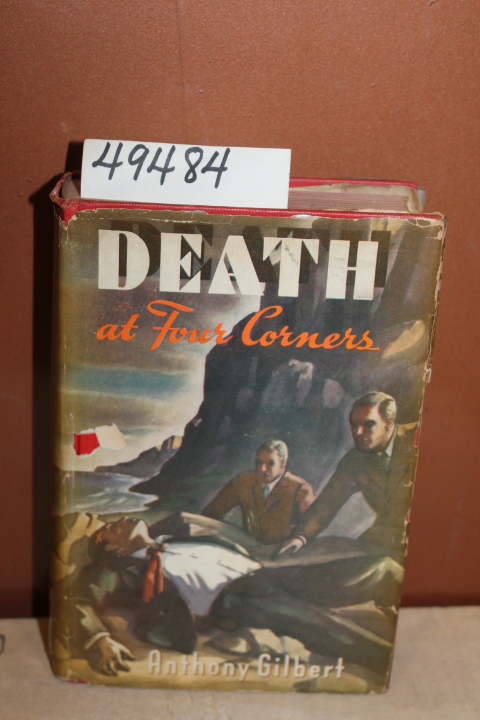 49484
DEATH
at Four Corners
Anthony Gilbert